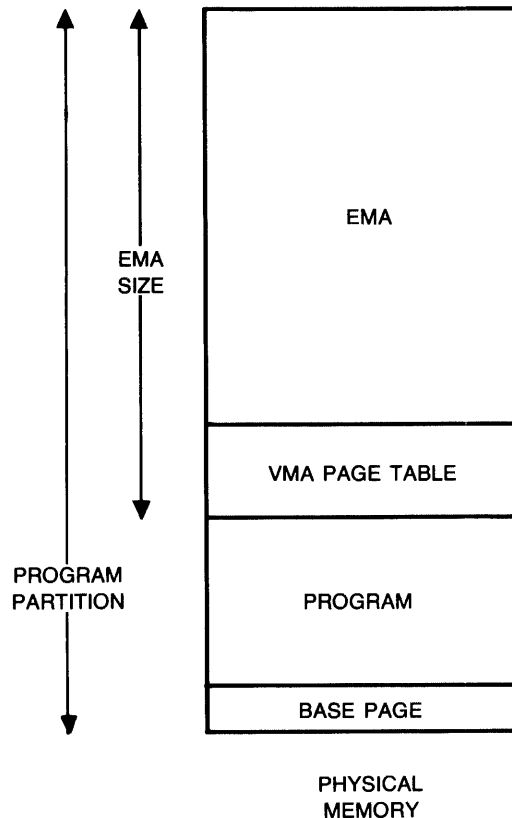 EMA
EMA
SIZE
VMA PAGE TABLE
PROGRAM
PARTITION
PROGRAM
BASE PAGE
PHYSICAL
MEMORY